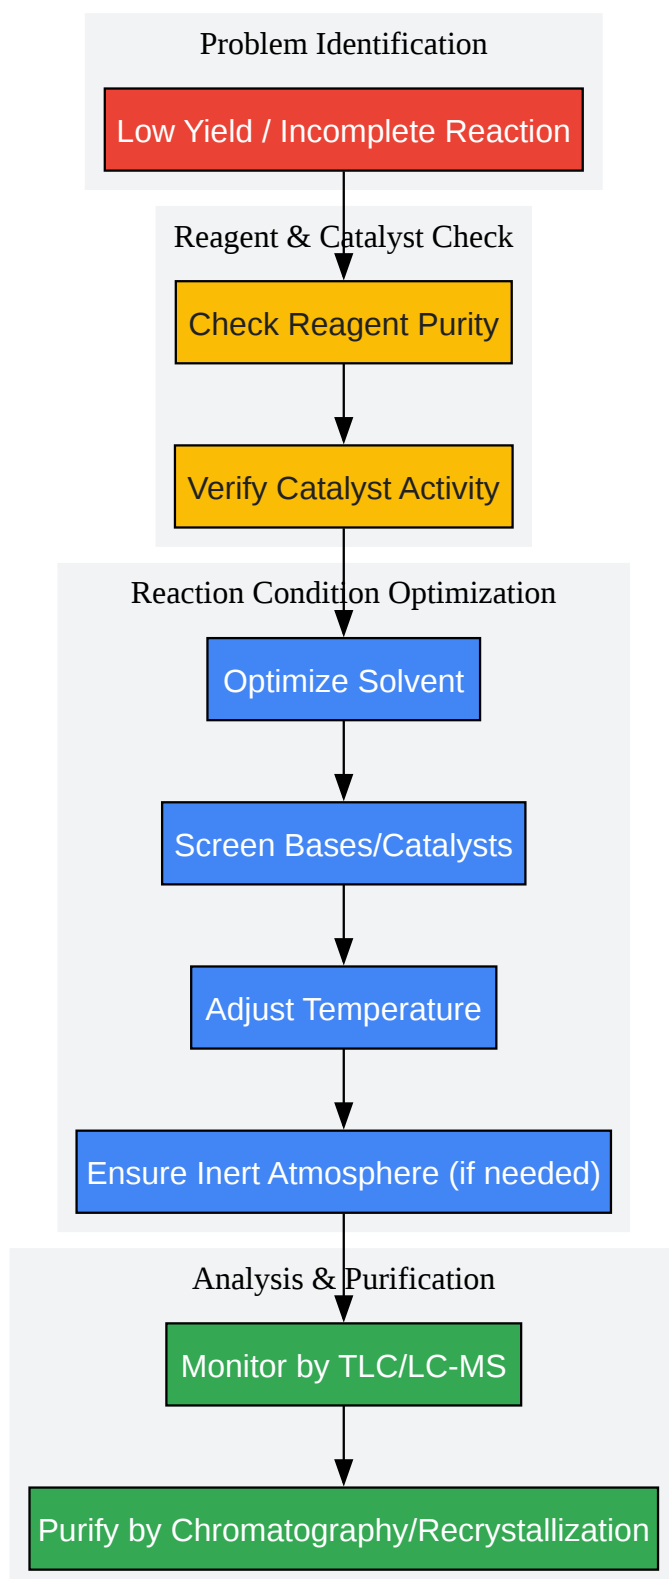 Problem Identification
Low Yield / Incomplete Reaction
Reagent & Catalyst Check
Check Reagent Purity
Verify Catalyst Activity
Reaction Condition Optimization
Optimize Solvent
Screen Bases/Catalysts
Adjust Temperature
Ensure Inert Atmosphere (if needed)
Analysis & Purification
Monitor by TLC/LC-MS
Purify by Chromatography/Recrystallization